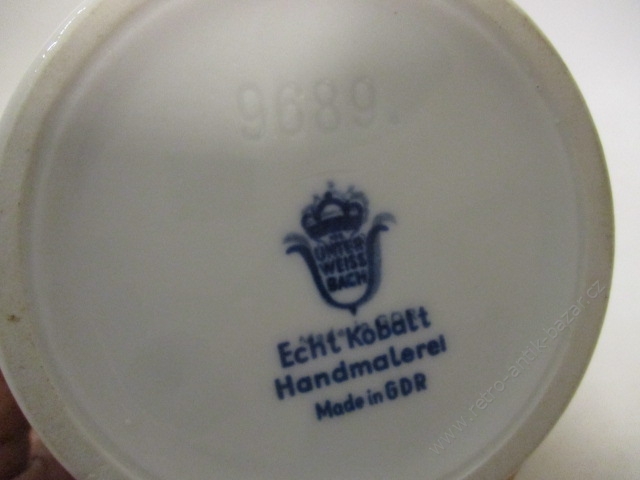 9689.
UNTER
WEISS
BACH
Echt Kobalt
Handmalerei
Made in GDR
www.retro-antik-bazar.cz